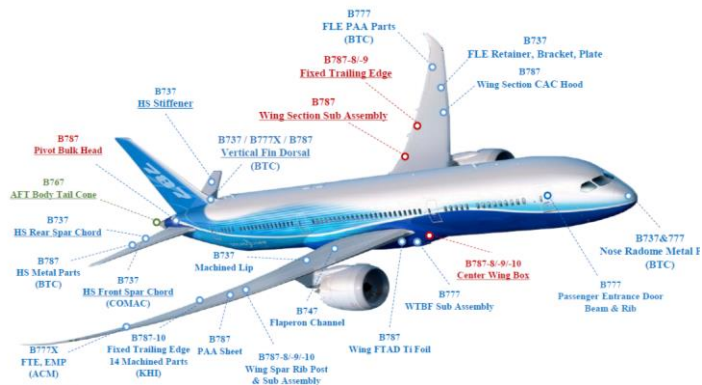 B777
FLE PAA Parts
(BTC)
B737
FLE Retainer, Bracket, Plate
B787-8/-9
Fixed Trailing Edge
B787
Wing Section CAC Hood
B737
HS Stiffener
B787
Wing Section Sub Assembly
B787
Pivot Bulk Head
B737 / B777X / B787
Vertical Fin Dorsal
(BTC)
787
B767
AFT Body Tail Cone
B737
HS Rear Spar Chord
B787
HS Metal Parts
(BTC)
B737
HS Front Spar Chord
(COMAC)
B737
Machined Lip
B787-8/-9/-10
Center Wing Box
B737&777
Nose Radome Metal
(BTC)
B777
WTBF Sub Assembly
B777
Passenger Entrance Door
Beam & Rib
B747
Flaperon Channel
B787
Wing FTAD Ti Foil
B777X
FTE, EMP
(ACM)
B787-10
Fixed Trailing Edge
14 Machined Parts
(KHI)
B787
PAA Sheet
B787-8/-9/-10
Wing Spar Rib Post
& Sub Assembly